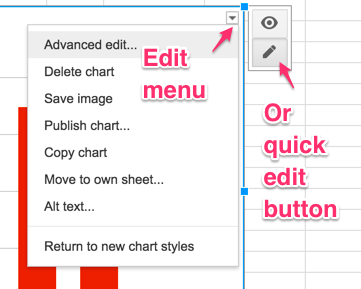 Advanced edit...
Delete chart
Save image
Publish chart...
Copy chart
Move to own sheet...
Alt text...
Return to new chart styles
Edit
menu
Or
quick
edit
button